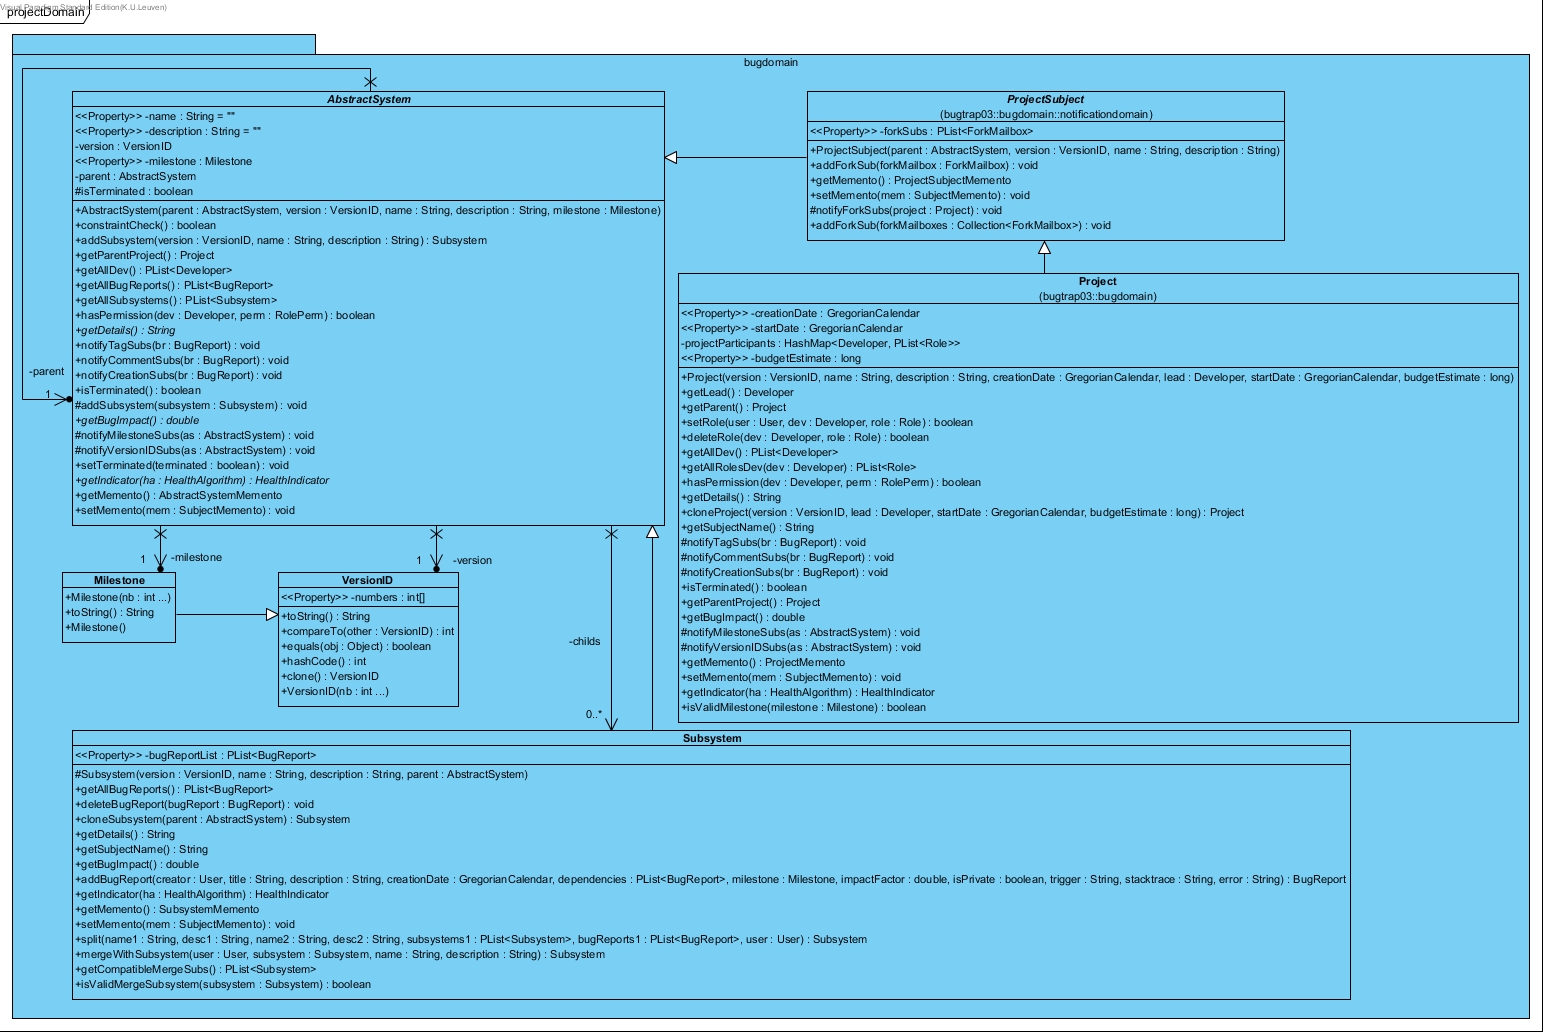 Visual Paradigm Standard Edition(K.U.Leuven)
projectDomain
bugdomain
AbstractSystem
<<Property>> -name : String = ""
<<Property>> -description : String = ""
-version : VersionID
<<Property>> -milestone : Milestone
-parent : AbstractSystem
#isTerminated : boolean
+AbstractSystem(parent : AbstractSystem, version : VersionID, name : String, description : String, milestone : Milestone)
+constraintCheck() : boolean
+addSubsystem(version : VersionID, name : String, description : String) : Subsystem
+getParentProject() : Project
+getAllDev() : PList<Developer>
+getAllBugReports() : PList<BugReport>
+getAllSubsystems() : PList<Subsystem>
+hasPermission(dev : Developer, perm : RolePerm) : boolean
+getDetails() : String
+notifyTagSubs(br : BugReport) : void
+notifyCommentSubs(br : BugReport) : void
+notifyCreationSubs(br : BugReport) : void
+isTerminated() : boolean
#addSubsystem(subsystem : Subsystem) : void
+getBugImpact() : double
#notifyMilestoneSubs(as : AbstractSystem) : void
#notifyVersionIDSubs(as : AbstractSystem) : void
+setTerminated(terminated : boolean) : void
+getIndicator(ha : HealthAlgorithm) : HealthIndicator
+getMemento() : AbstractSystemMemento
+setMemento(mem : SubjectMemento) : void
-parent
1
ProjectSubject
(bugtrap03::bugdomain::notificationdomain)
<<Property>> -forkSubs : PList<ForkMailbox>
+ProjectSubject(parent : AbstractSystem, version : VersionID, name : String, description : String)
+addForkSub(forkMailbox : ForkMailbox) : void
+getMemento() : ProjectSubjectMemento
+setMemento(mem : SubjectMemento) : void
#notifyForkSubs(project : Project) : void
+addForkSub(forkMailboxes : Collection<ForkMailbox>) : void
Project
(bugtrap03::bugdomain)
<<Property>> -creationDate : GregorianCalendar
<<Property>> -startDate : GregorianCalendar
-projectParticipants : HashMap<Developer, PList<Role>>
<<Property>> -budgetEstimate : long
+Project(version : VersionID, name : String, description : String, creationDate : GregorianCalendar, lead : Developer, startDate : GregorianCalendar, budgetEstimate : long)
+getLead() : Developer
+getParent() : Project
+setRole(user : User, dev : Developer, role : Role) : boolean
+deleteRole(dev : Developer, role : Role) : boolean
+getAllDev() : PList<Developer>
+getAllRolesDev(dev : Developer) : PList<Role>
+hasPermission(dev : Developer, perm : RolePerm) : boolean
+getDetails() : String
+cloneProject(version : VersionID, lead : Developer, startDate : GregorianCalendar, budgetEstimate : long) : Project
+getSubjectName() : String
#notifyTagSubs(br : BugReport) : void
#notifyCommentSubs(br : BugReport) : void
#notifyCreationSubs(br : BugReport) : void
+isTerminated() : boolean
+getParentProject() : Project
+getBugImpact() : double
#notifyMilestoneSubs(as : AbstractSystem) : void
#notifyVersionIDSubs(as : AbstractSystem) : void
+getMemento() : ProjectMemento
+setMemento(mem : SubjectMemento) : void
+getIndicator(ha : HealthAlgorithm) : HealthIndicator
+isValidMilestone(milestone : Milestone) : boolean
1 -milestone
1 -version
Milestone
+Milestone(nb : int ...)
+toString() : String
+Milestone()
VersionID
<<Property>> -numbers : int[]
+toString() : String
+compareTo(other : VersionID) : int
+equals(obj : Object) : boolean
+hashCode() : int
+clone() : VersionID
+VersionID(nb : int ...)
-childs
0..*
Subsystem
<<Property>> -bugReportList : PList<BugReport>
#Subsystem(version : VersionID, name : String, description : String, parent : AbstractSystem)
+getAllBugReports() : PList<BugReport>
+deleteBugReport(bugReport : BugReport) : void
+cloneSubsystem(parent : AbstractSystem) : Subsystem
+getDetails() : String
+getSubjectName() : String
+getBugImpact() : double
+addBugReport(creator : User, title : String, description : String, creationDate : GregorianCalendar, dependencies : PList<BugReport>, milestone : Milestone, impactFactor : double, isPrivate : boolean, trigger : String, stacktrace : String, error : String) : BugReport
+getIndicator(ha : HealthAlgorithm) : HealthIndicator
+getMemento() : SubsystemMemento
+setMemento(mem : SubjectMemento) : void
+split(name1 : String, desc1 : String, name2 : String, desc2 : String, subsystems1 : PList<Subsystem>, bugReports1 : PList<BugReport>, user : User) : Subsystem
+mergeWithSubsystem(user : User, subsystem : Subsystem, name : String, description : String) : Subsystem
+getCompatibleMergeSubs() : PList<Subsystem>
+isValidMergeSubsystem(subsystem : Subsystem) : boolean